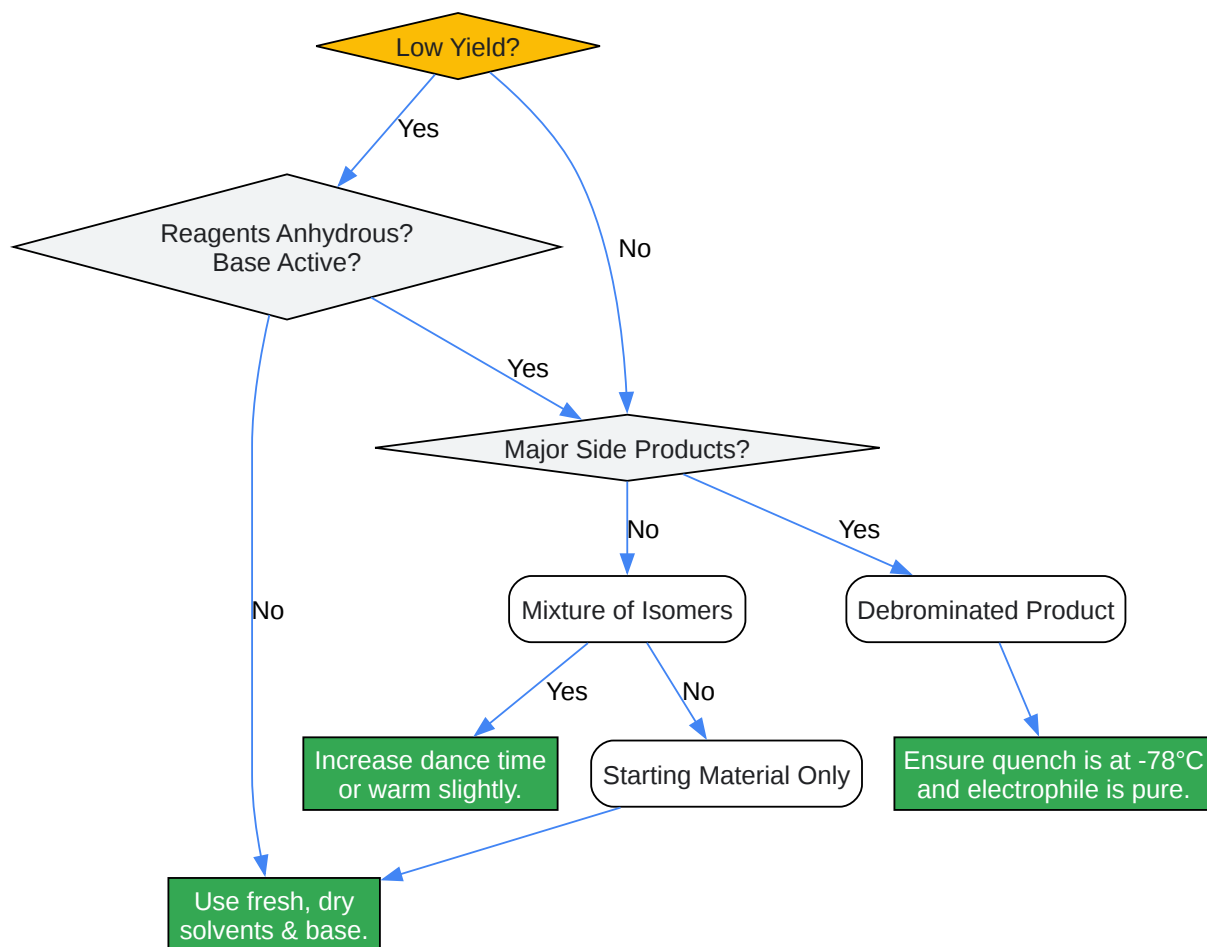 Low Yield?
Yes
No
Reagents Anhydrous?
Base Active?
Yes
No
Major Side Products?
No
Yes
Mixture of Isomers
Debrominated Product
Yes
No
Increase dance time
or warm slightly.
Starting Material Only
Ensure quench is at -78°C
and electrophile is pure.
Use fresh, dry
solvents & base.